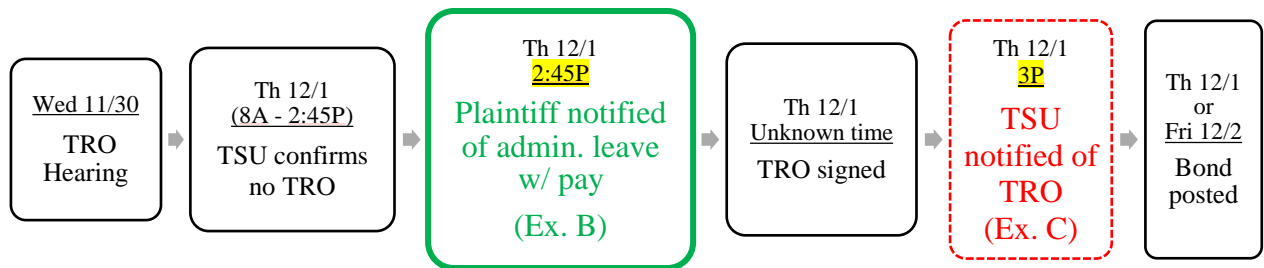 Wed 11/30
TRO
Hearing
Th 12/1
(8A - 2:45P)
TSU confirms
no TRO
Th 12/1
2:45P
Plaintiff notified
of admin. leave
w/ pay
(Ex. B)
Th 12/1
Unknown time
TRO signed
Th 12/1
3P
TSU
notified of
TRO
(Ex. C)
Th 12/1
or
Fri 12/2
Bond
posted